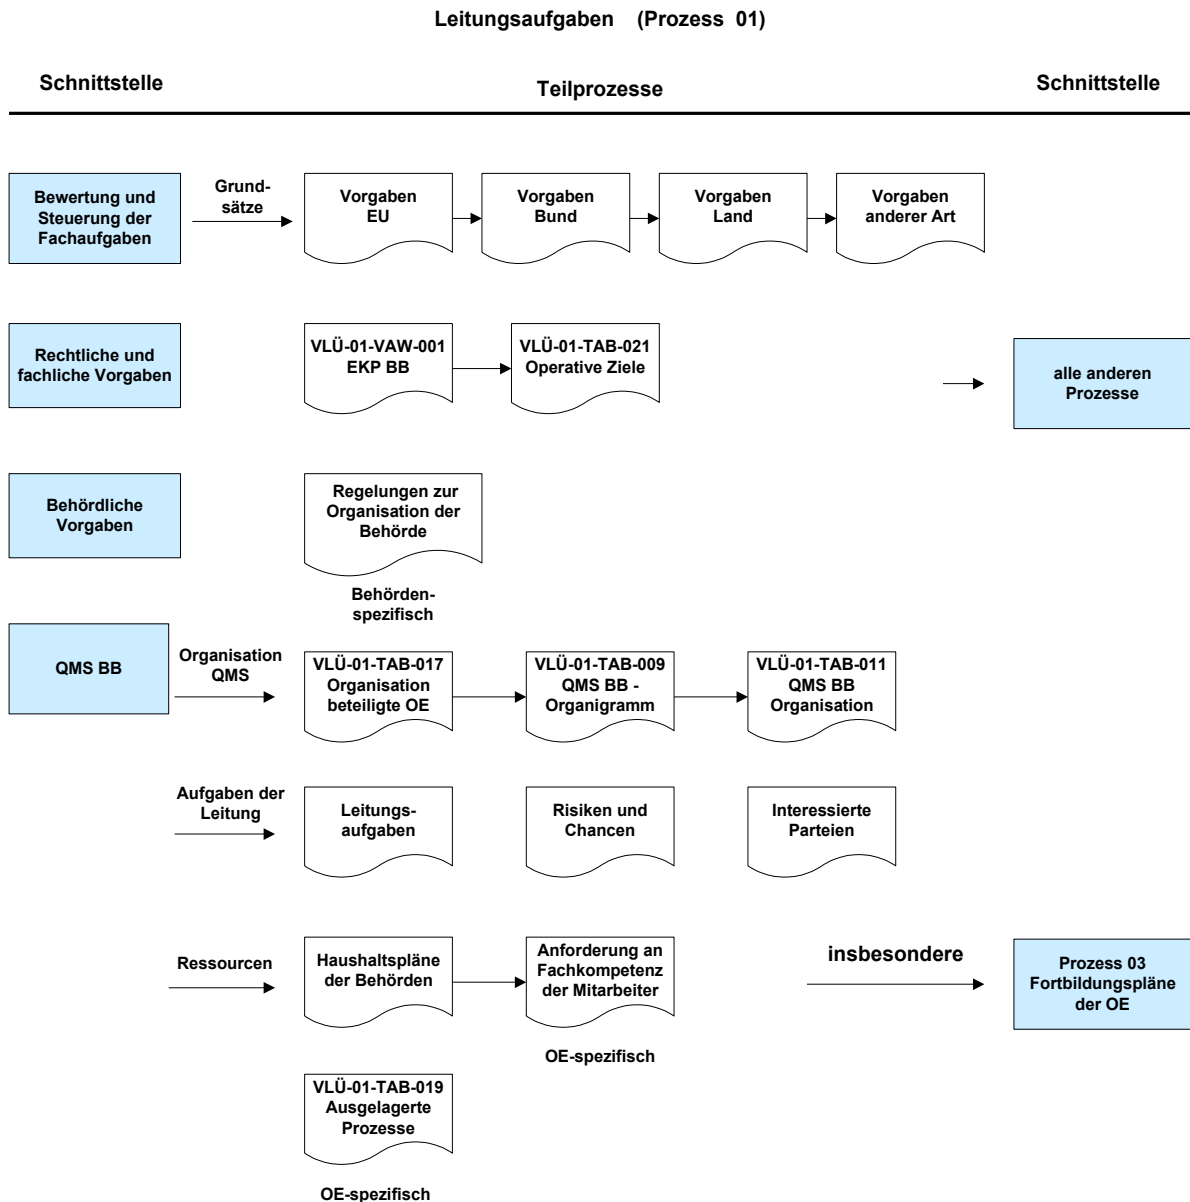 Leitungsaufgaben (Prozess 01)
Schnittstelle
Teilprozesse
Schnittstelle
Bewertung und
Steuerung der
Fachaufgaben
Grund-
sätze
Vorgaben
EU
Vorgaben
Bund
Vorgaben
Land
Vorgaben
anderer Art
Rechtliche und
fachliche Vorgaben
VLÜ-01-VAW-001
EKP BB
VLÜ-01-TAB-021
Operative Ziele
alle anderen
Prozesse
Behördliche
Vorgaben
Regelungen zur
Organisation der
Behörde
Behörden-
spezifisch
QMS BB
Organisation
QMS
VLÜ-01-TAB-017
Organisation
beteiligte OE
VLÜ-01-TAB-009
QMS BB -
Organigramm
VLÜ-01-TAB-011
QMS BB
Organisation
Aufgaben der
Leitung
Leitungs-
aufgaben
Risiken und
Chancen
Interessierte
Parteien
Ressourcen
Haushaltspläne
der Behörden
Anforderung an
Fachkompetenz
der Mitarbeiter
OE-spezifisch
insbesondere
Prozess 03
Fortbildungspläne
der OE
VLÜ-01-TAB-019
Ausgelagerte
Prozesse
OE-spezifisch